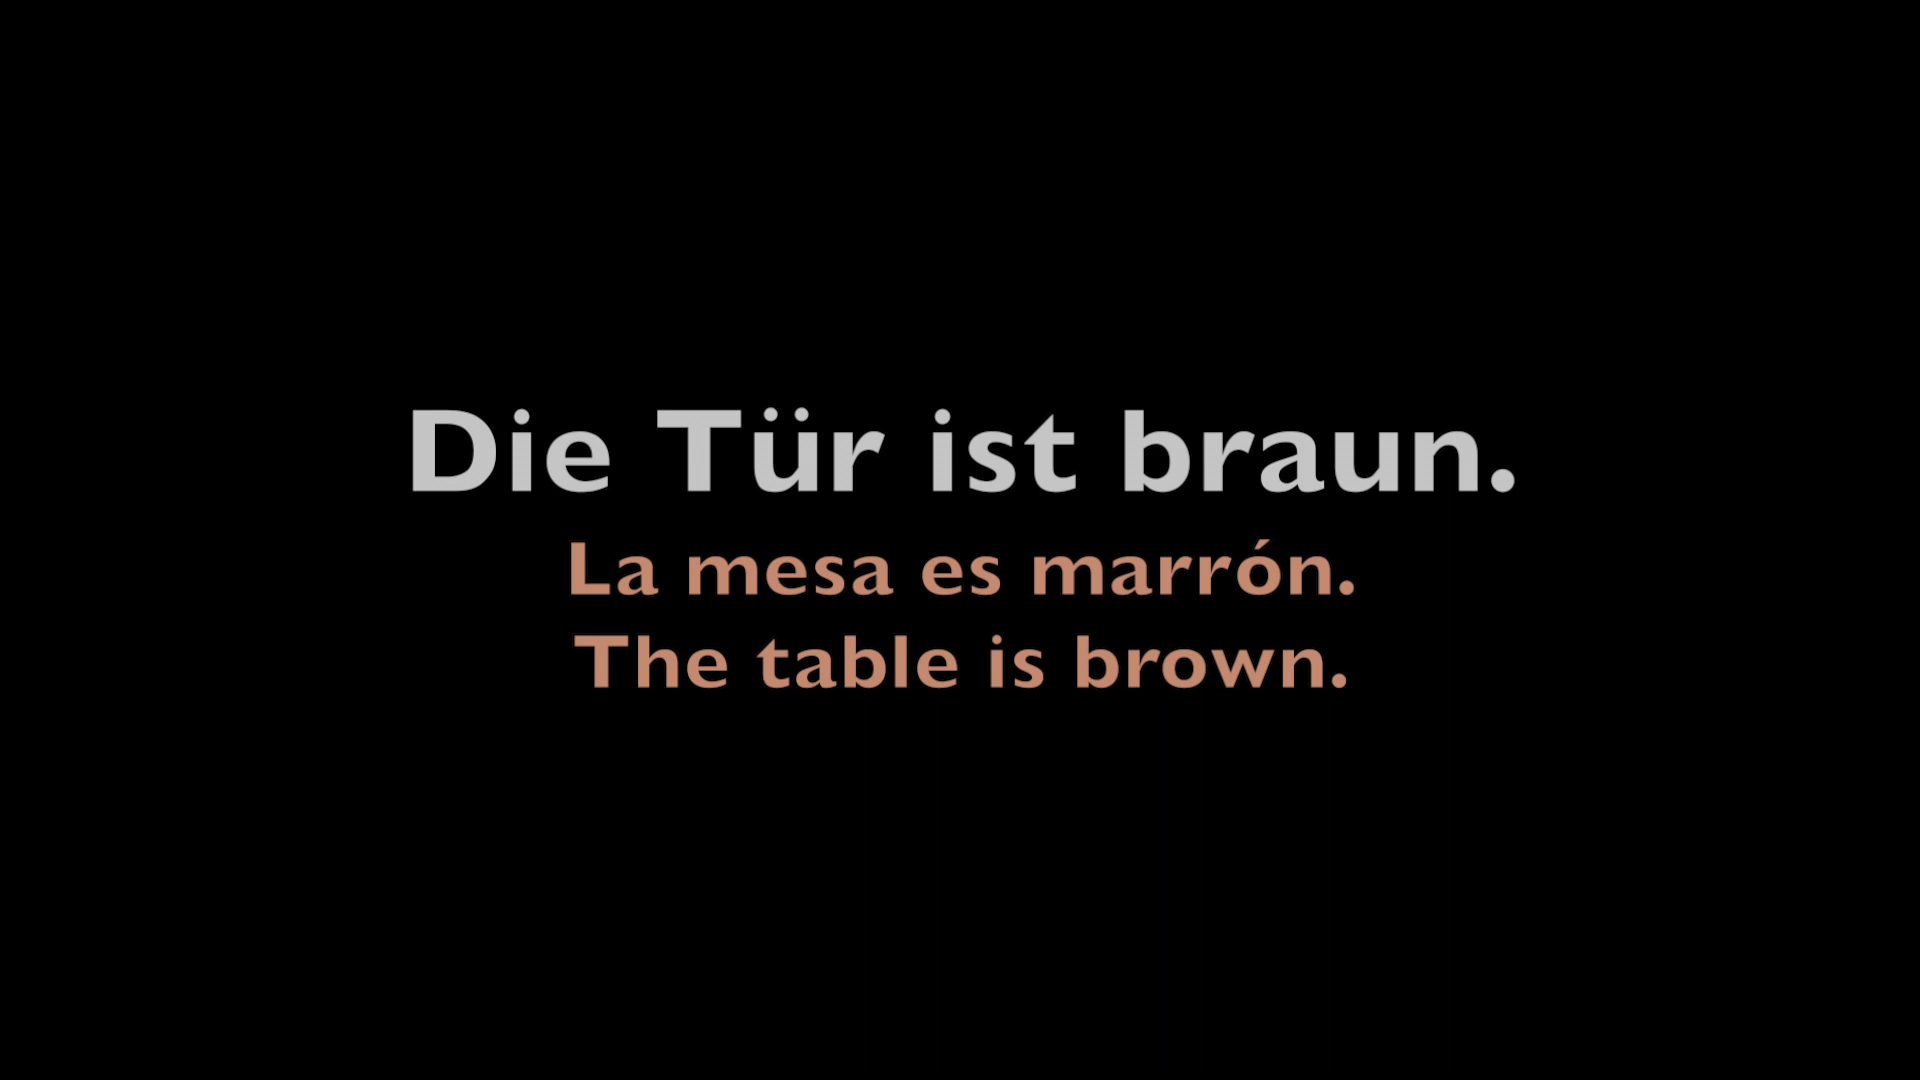 Die Tür ist braun.
La mesa es marrón.
The table is brown.